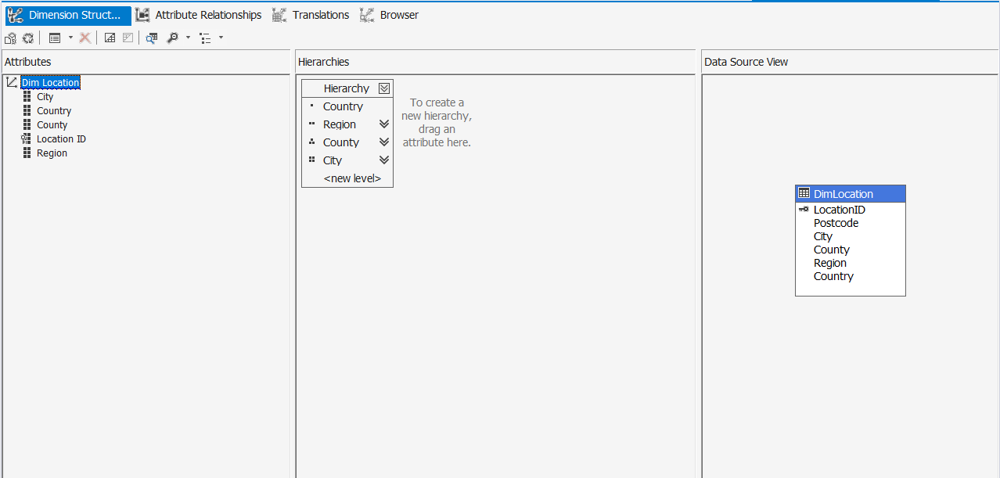 Dimension Struct...
Attribute Relationships
Translations
Browser
Attributes
Dim Location
City
Country
County
Location ID
Region
Hierarchies
Hierarchy
Country
Region
County
City
<new level>
To create a
new hierarchy,
drag an
attribute here.
Data Source View
DimLocation
LocationID
Postcode
City
County
Region
Country